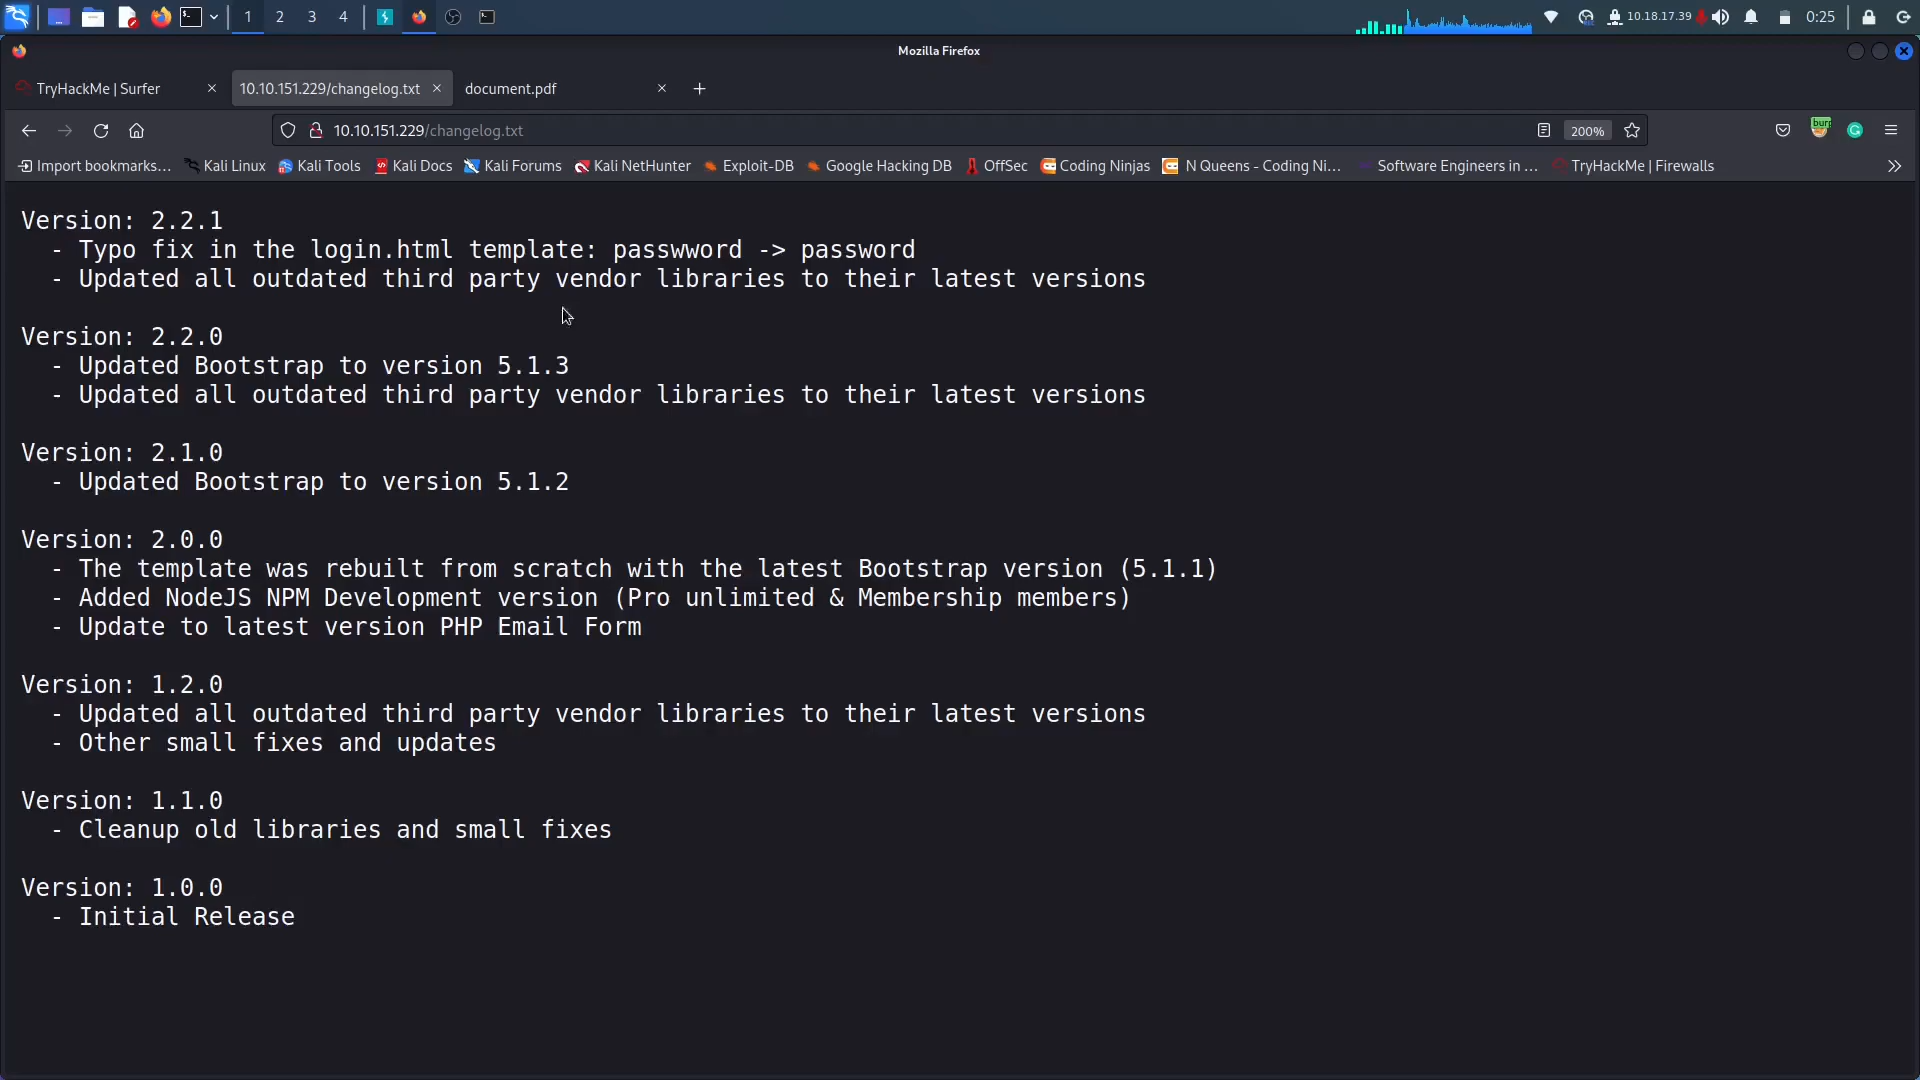 1 2 3 4
10.18.17.39
0:25
Mozilla Firefox
TryHackMe | Surfer
10.10.151.229/changelog.txt
document.pdf
10.10.151.229/changelog.txt
200%
burp
Import bookmarks...
Kali Linux
Kali Tools
Kali Docs
Kali Forums
Kali NetHunter
Exploit-DB
Google Hacking DB
OffSec
Coding Ninjas
N Queens - Coding Ni...
Software Engineers in ...
TryHackMe | Firewalls
Version: 2.2.1
- Typo fix in the login.html template: passwword -> password
- Updated all outdated third party vendor libraries to their latest versions
Version: 2.2.0
- Updated Bootstrap to version 5.1.3
- Updated all outdated third party vendor libraries to their latest versions
Version: 2.1.0
- Updated Bootstrap to version 5.1.2
Version: 2.0.0
- The template was rebuilt from scratch with the latest Bootstrap version (5.1.1)
- Added NodeJS NPM Development version (Pro unlimited & Membership members)
- Update to latest version PHP Email Form
Version: 1.2.0
- Updated all outdated third party vendor libraries to their latest versions
- Other small fixes and updates
Version: 1.1.0
- Cleanup old libraries and small fixes
Version: 1.0.0
- Initial Release